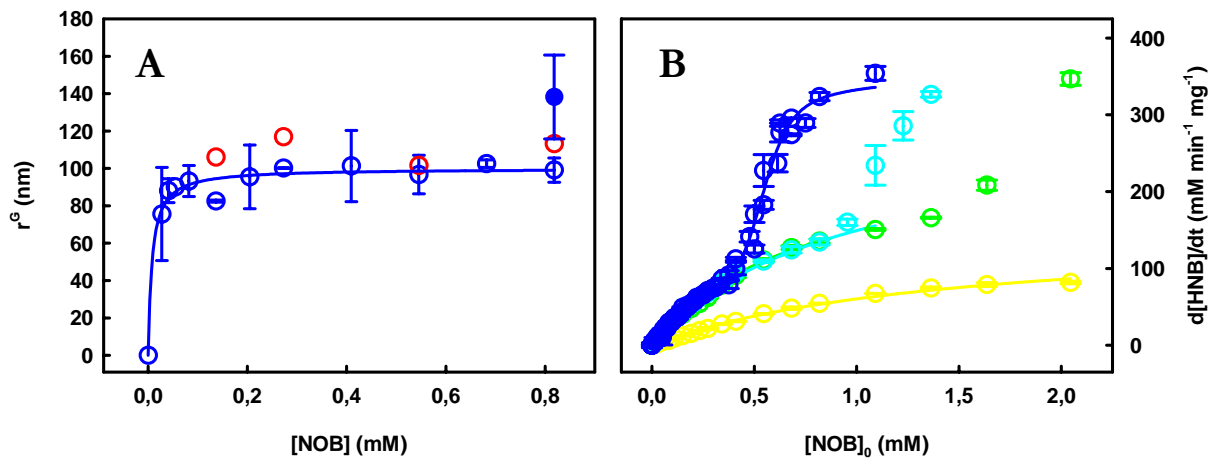 A
B
r^G (nm)
180
160
140
120
100
80
60
40
20
0
0,0 0,2 0,4 0,6 0,8
[NOB] (mM)
0,0 0,5 1,0 1,5 2,0
[NOB]₀ (mM)
400
300
200
100
0
d[HNB]/dt (mM min⁻¹ mg⁻¹)